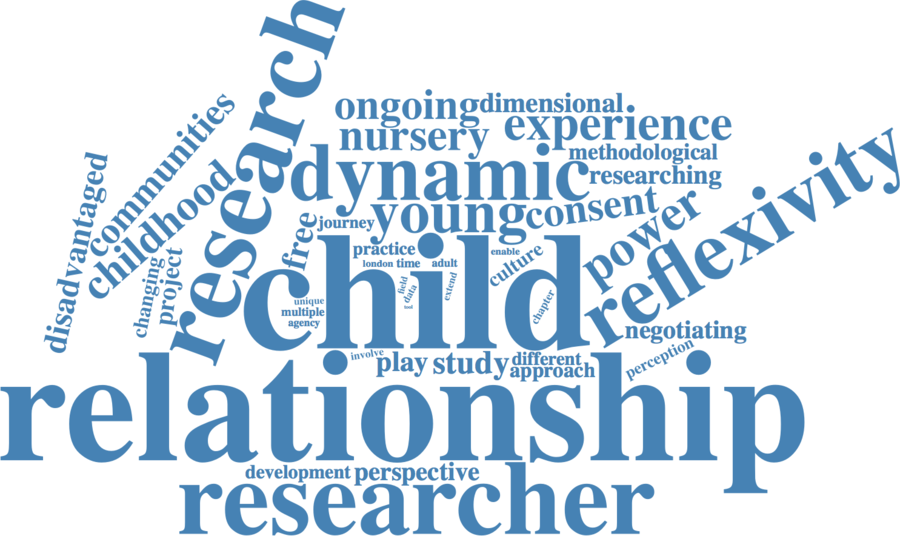 research
ongoing
dimensional
communities
nursery
experience
dynamic
methodological
researching
disadvantaged
childhood
reflexivity
free
journey
young
consent
power
practice
enable
culture
changing
project
london
time
adult
child
field
data
extend
unique
multiple
agency
chapter
negotiating
involve
play
study
different
approach
perception
relationship
development
perspective
researcher